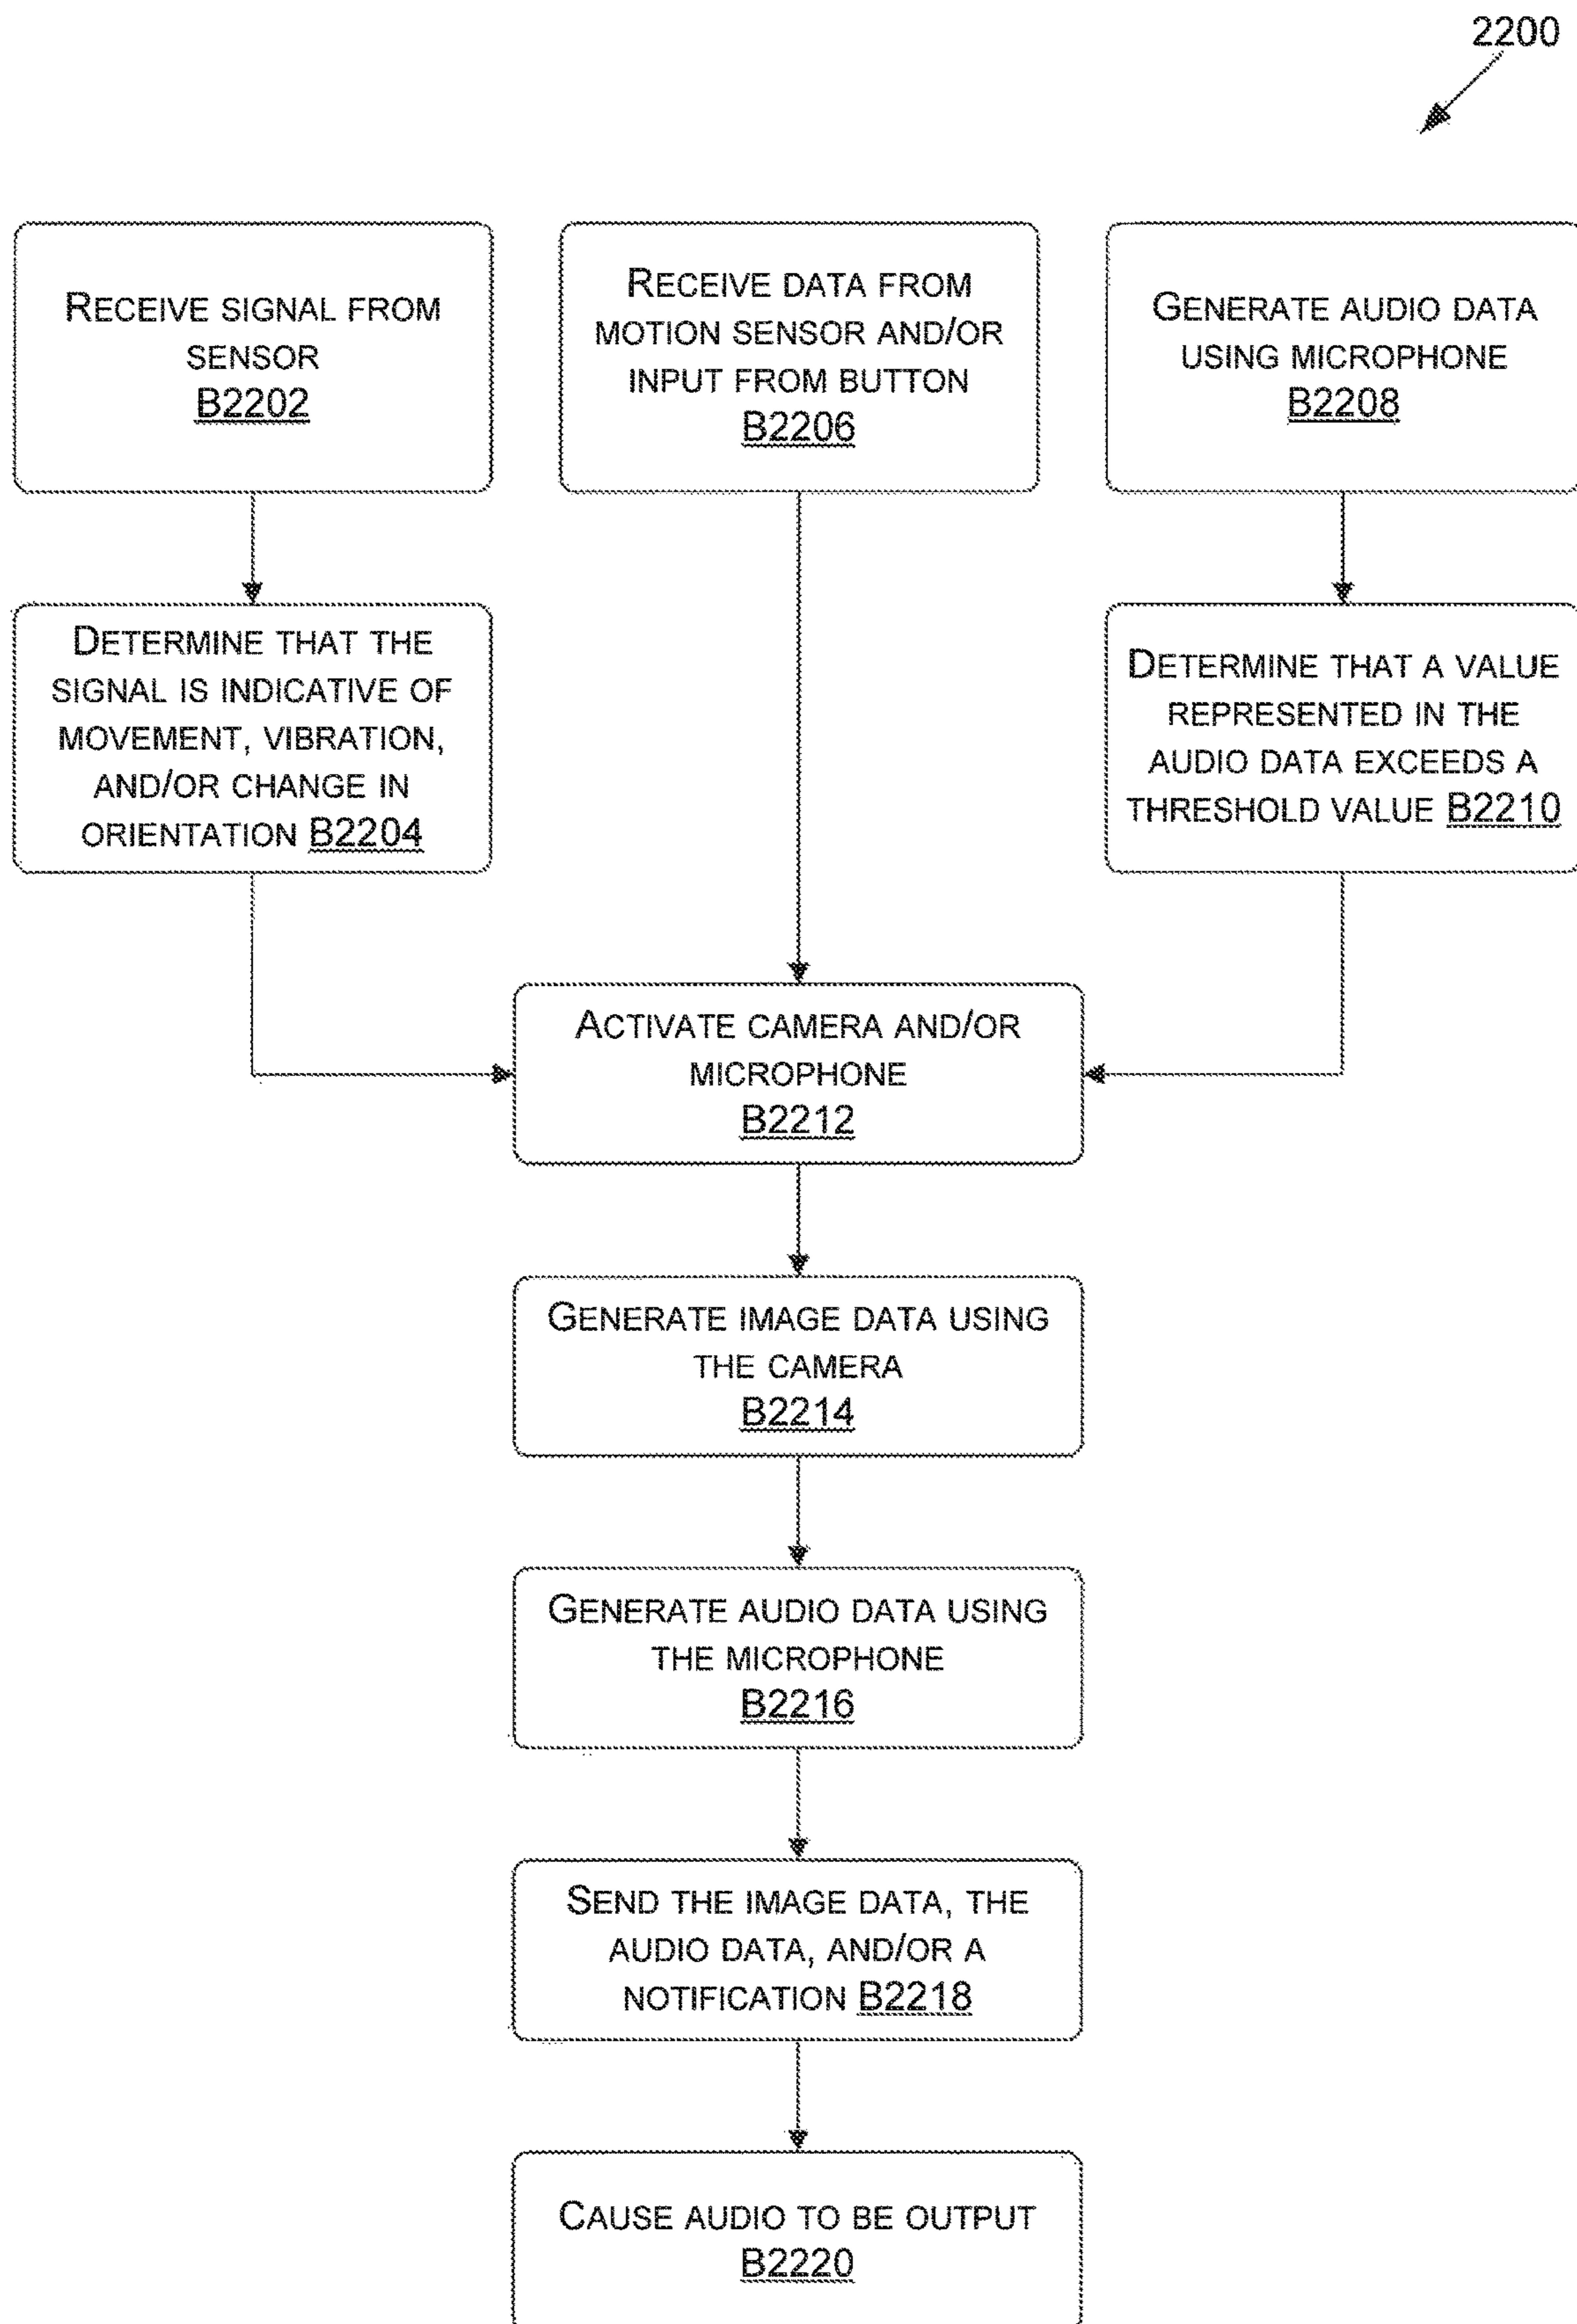 2200
RECEIVE SIGNAL FROM
SENSOR
B2202
RECEIVE DATA FROM
MOTION SENSOR AND/OR
INPUT FROM BUTTON
B2206
GENERATE AUDIO DATA
USING MICROPHONE
B2208
DETERMINE THAT THE
SIGNAL IS INDICATIVE OF
MOVEMENT, VIBRATION,
AND/OR CHANGE IN
ORIENTATION B2204
DETERMINE THAT A VALUE
REPRESENTED IN THE
AUDIO DATA EXCEEDS A
THRESHOLD VALUE B2210
ACTIVATE CAMERA AND/OR
MICROPHONE
B2212
GENERATE IMAGE DATA USING
THE CAMERA
B2214
GENERATE AUDIO DATA USING
THE MICROPHONE
B2216
SEND THE IMAGE DATA, THE
AUDIO DATA, AND/OR A
NOTIFICATION B2218
CAUSE AUDIO TO BE OUTPUT
B2220